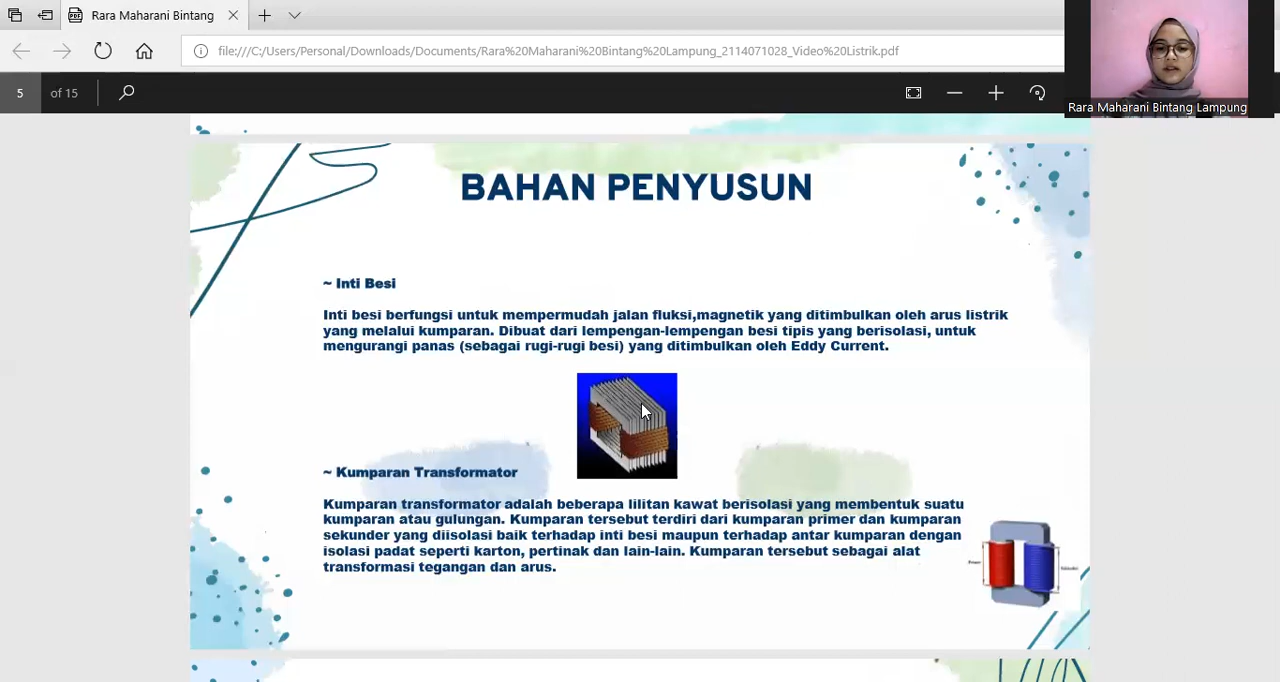 Rara Maharani Bintang
file:///C:/Users/Personal/Downloads/Documents/Rara%20Maharani%20Bintang%20Lampung_2114071028_Video%20Listrik.pdf
Rara Maharani Bintang Lampung
5 of 15
BAHAN PENYUSUN
~ Inti Besi
Inti besi berfungsi untuk mempermudah jalan fluksi,magnetik yang ditimbulkan oleh arus listrik
yang melalui kumparan. Dibuat dari lempengan-lempengan besi tipis yang berisolasi, untuk
mengurangi panas (sebagai rugi-rugi besi) yang ditimbulkan oleh Eddy Current.
~ Kumparan Transformator
Kumparan transformator adalah beberapa lilitan kawat berisolasi yang membentuk suatu
kumparan atau gulungan. Kumparan tersebut terdiri dari kumparan primer dan kumparan
sekunder yang diisolasi baik terhadap inti besi maupun terhadap antar kumparan dengan
isolasi padat seperti karton, pertinak dan lain-lain. Kumparan tersebut sebagai alat
transformasi tegangan dan arus.